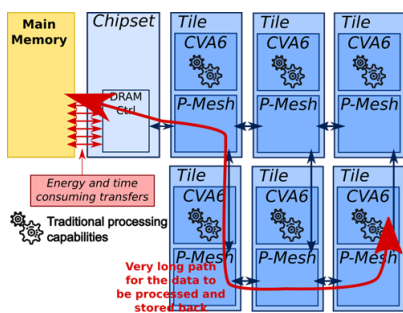 Main
Memory
Chipset
DRAM
Ctrl
Tile
CVA6
P-Mesh
Tile
CVA6
P-Mesh
Tile
CVA6
P-Mesh
Energy and time
consuming transfers
Traditional processing
capabilities
Tile
CVA6
P-Mesh
Tile
CVA6
P-Mesh
Tile
CVA6
P-Mesh
Very long path
for the data to
be processed and
stored back